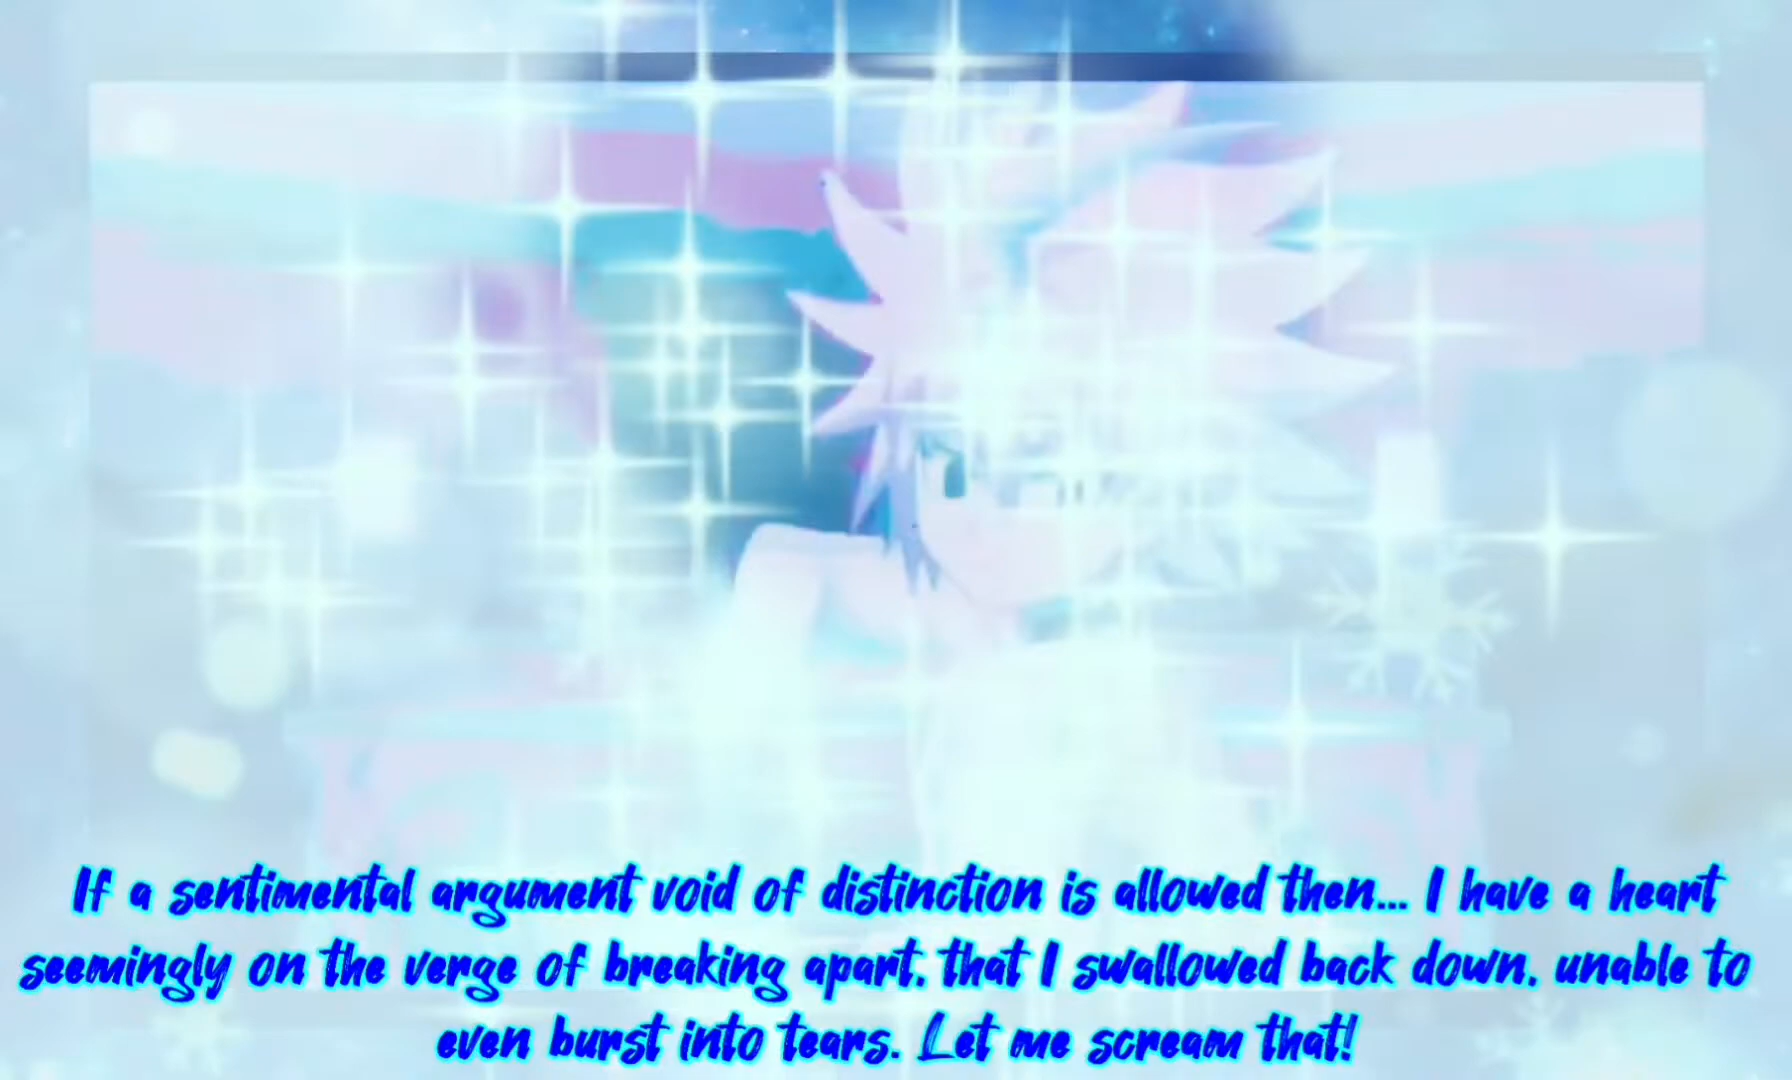 If a sentimental argument void of distinction is allowed then... I have a heart
seemingly on the verge of breaking apart, that I swallowed back down, unable to
even burst into tears. Let me scream that!